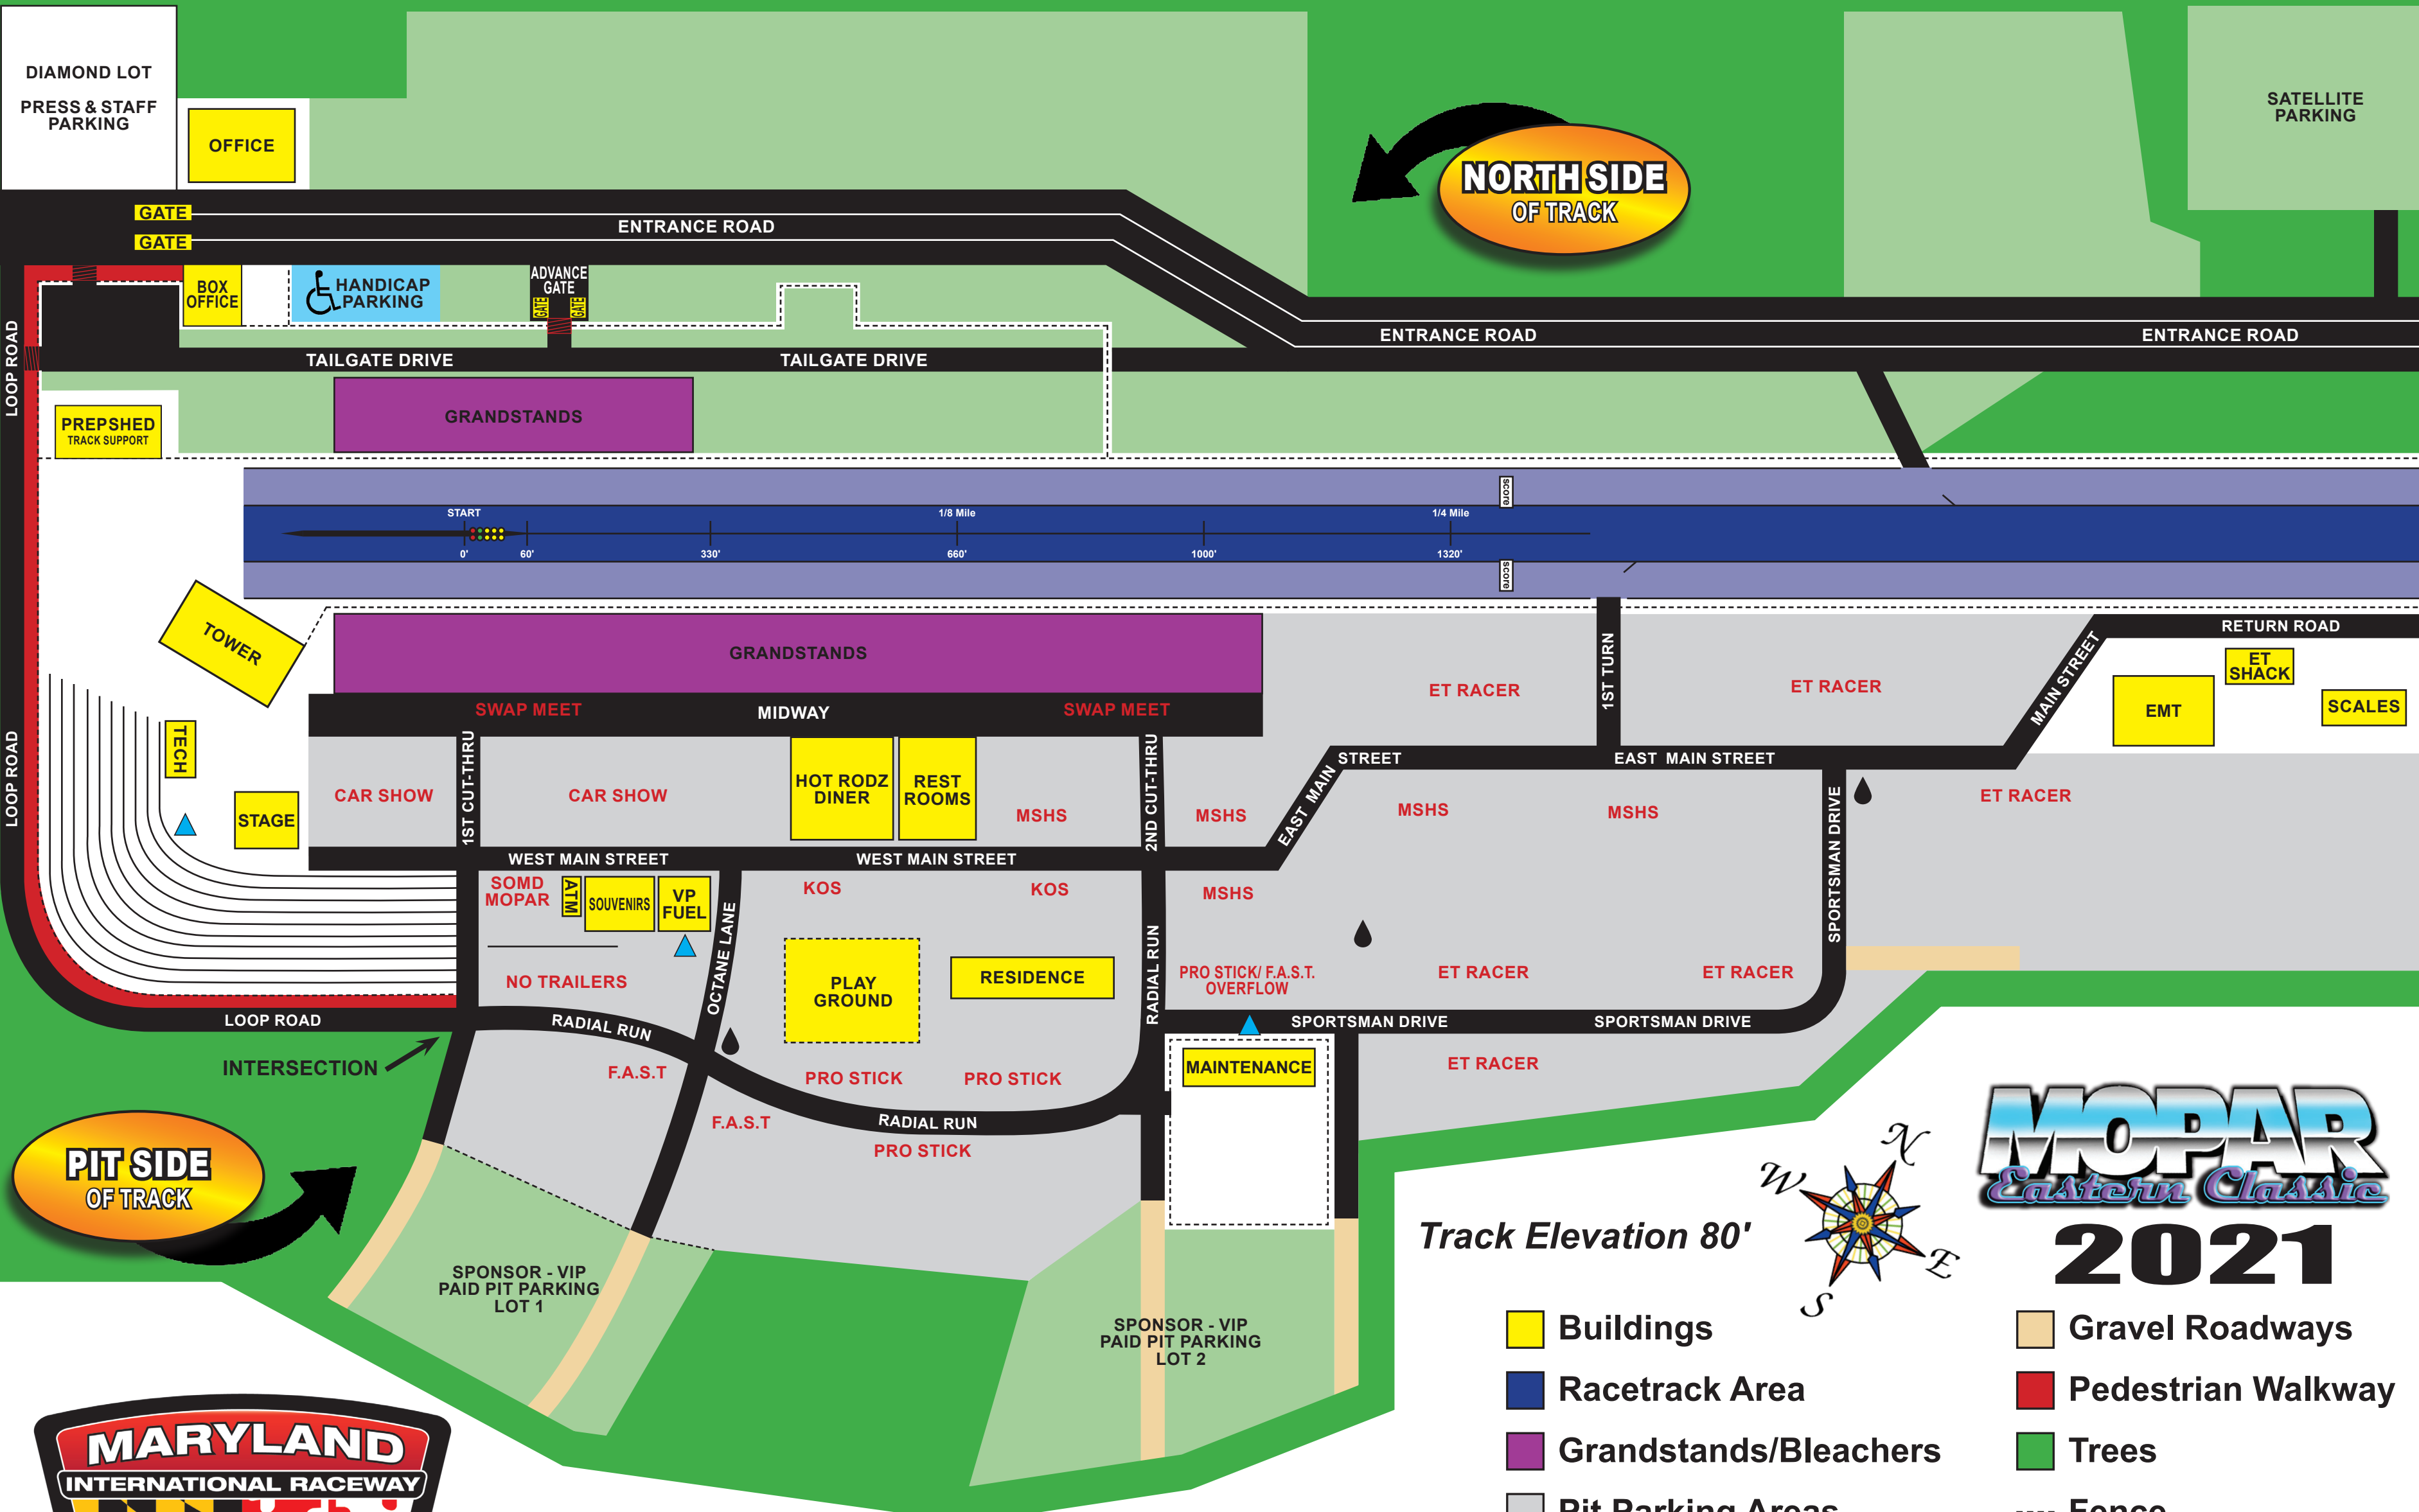 DIAMOND LOT
PRESS & STAFF
PARKING
OFFICE
SATELLITE
PARKING
NORTH SIDE
OF TRACK
GATE
GATE
ENTRANCE ROAD
ENTRANCE ROAD
ENTRANCE ROAD
BOX
OFFICE
HANDICAP
PARKING
ADVANCE
GATE
GATE
GATE
LOOP ROAD
TAILGATE DRIVE
TAILGATE DRIVE
PREPSHED
TRACK SUPPORT
GRANDSTANDS
score
START
1/8 Mile
1/4 Mile
0'
60'
330'
660'
1000'
1320'
score
TOWER
GRANDSTANDS
1ST TURN
ET RACER
ET RACER
MAIN STREET
RETURN ROAD
ET
SHACK
EMT
SCALES
SWAP MEET
MIDWAY
SWAP MEET
LOOP ROAD
TECH
STAGE
CAR SHOW
1ST CUT-THRU
CAR SHOW
HOT RODZ
DINER
REST
ROOMS
MSHS
2ND CUT-THRU
MSHS
EAST MAIN
STREET
EAST MAIN STREET
MSHS
MSHS
SPORTSMAN DRIVE
ET RACER
WEST MAIN STREET
WEST MAIN STREET
SOMD
MOPAR
ATM
SOUVENIRS
VP
FUEL
OCTANE LANE
KOS
KOS
MSHS
NO TRAILERS
PLAY
GROUND
RESIDENCE
RADIAL RUN
PRO STICK/ F.A.S.T.
OVERFLOW
ET RACER
ET RACER
LOOP ROAD
RADIAL RUN
SPORTSMAN DRIVE
SPORTSMAN DRIVE
INTERSECTION
F.A.S.T
PRO STICK
PRO STICK
MAINTENANCE
ET RACER
F.A.S.T
RADIAL RUN
PRO STICK
PIT SIDE
OF TRACK
SPONSOR - VIP
PAID PIT PARKING
LOT 1
SPONSOR - VIP
PAID PIT PARKING
LOT 2
Track Elevation 80'
N
W
E
S
MOPAR
Eastern Classic
2021
Buildings
Gravel Roadways
Racetrack Area
Pedestrian Walkway
Grandstands/Bleachers
Trees
Pit Parking Areas
Fence
MARYLAND
INTERNATIONAL RACEWAY